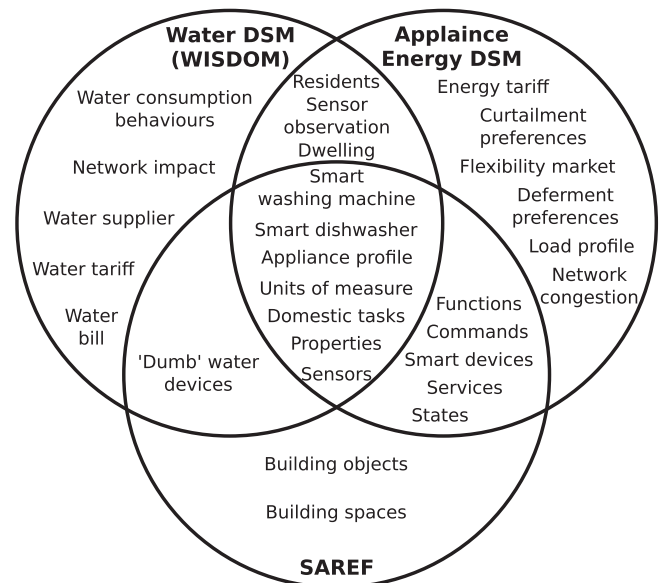 Water DSM
(WISDOM)
Applaince
Energy DSM
Water consumption
behaviours
Network impact
Water supplier
Water tariff
Water
bill
Residents
Sensor
observation
Dwelling
Energy tariff
Curtailment
preferences
Flexibility market
Deferment
preferences
Load profile
Network
congestion
Smart
washing machine
Smart dishwasher
Appliance profile
Units of measure
Domestic tasks
Properties
Sensors
'Dumb' water
devices
Functions
Commands
Smart devices
Services
States
Building objects
Building spaces
SAREF